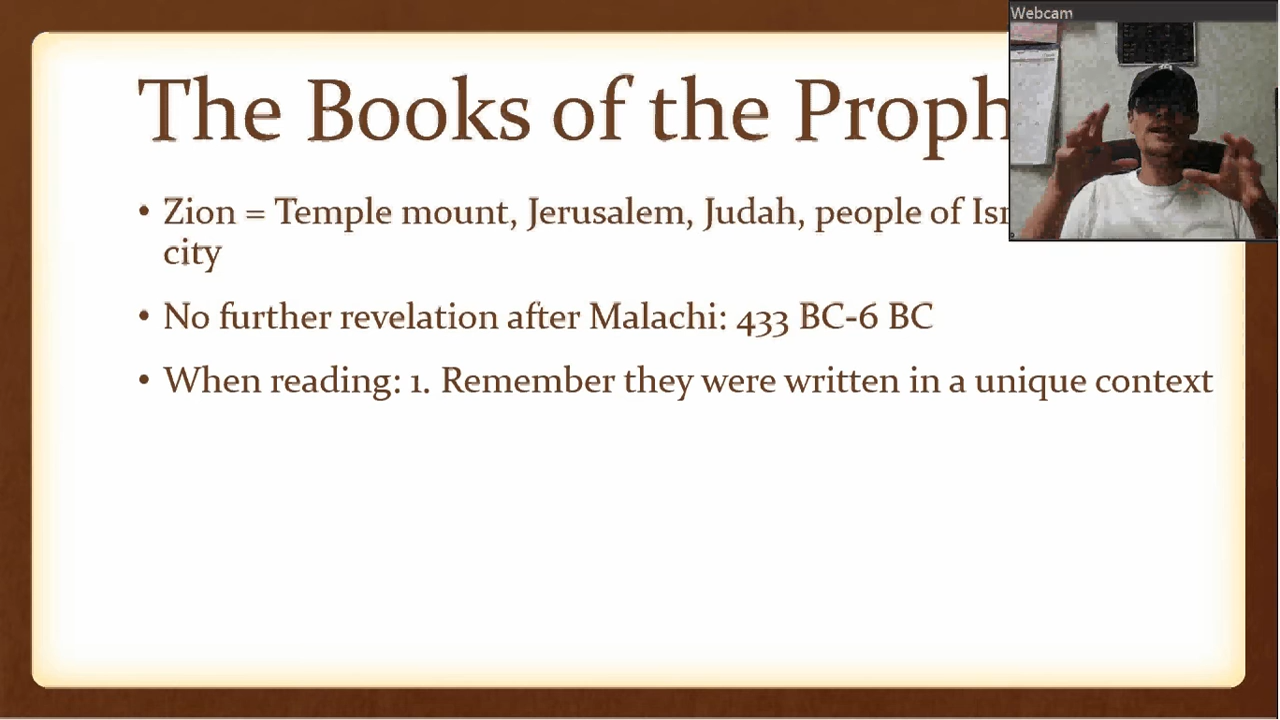 Webcam
The Books of the Proph
• Zion = Temple mount, Jerusalem, Judah, people of Isr
city
• No further revelation after Malachi: 433 BC-6 BC
• When reading: 1. Remember they were written in a unique context